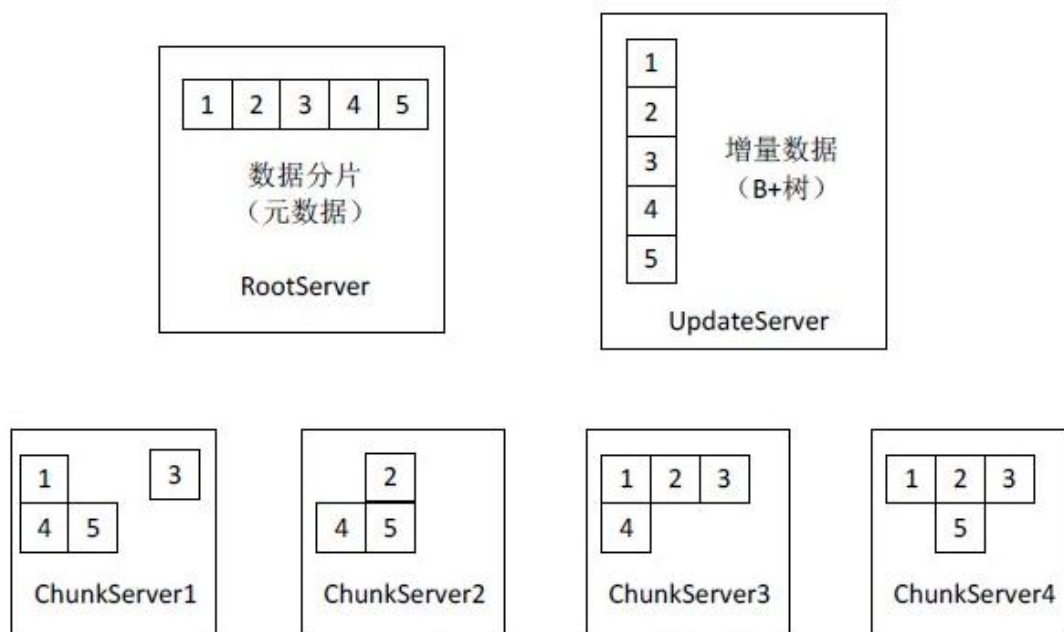 1 2 3 4 5
数据分片
（元数据）
RootServer
1
2
3
4
5
增量数据
（B+树）
UpdateServer
1 3
4 5
ChunkServer1
2
4 5
ChunkServer2
1 2 3
4
ChunkServer3
1 2 3
5
ChunkServer4